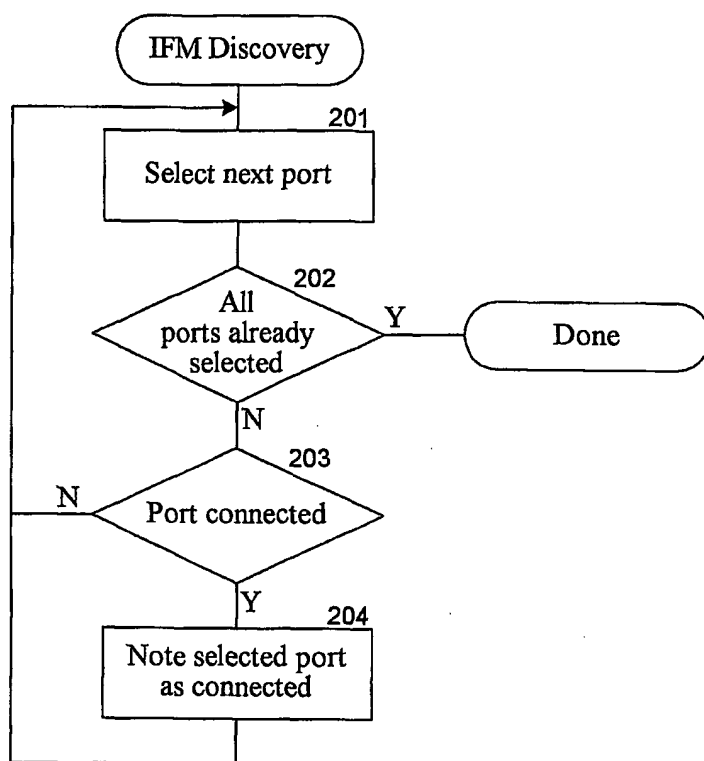 IFM Discovery
201
Select next port
202
All
ports already
selected
Y
Done
N
203
N
Port connected
Y
204
Note selected port
as connected